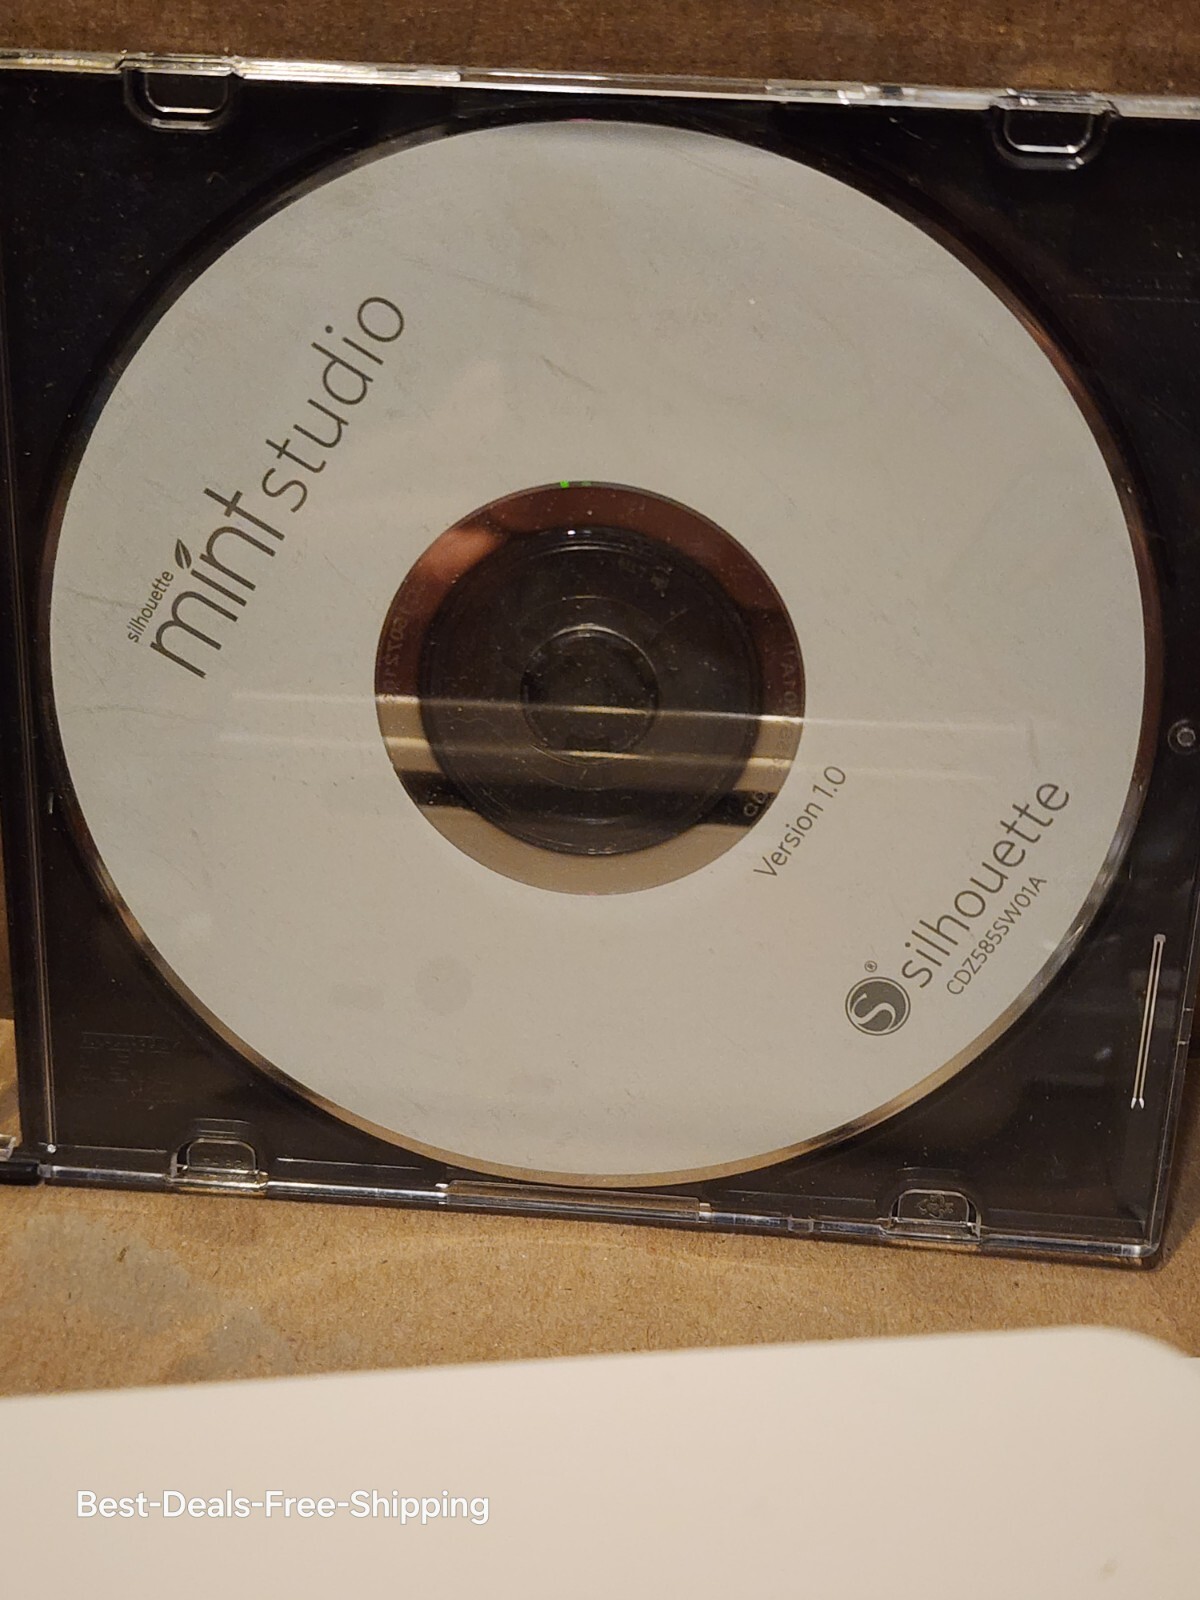 silhouette
mint studio
Version 1.0
S® silhouette
CDZ585SW01A
Best-Deals-Free-Shipping